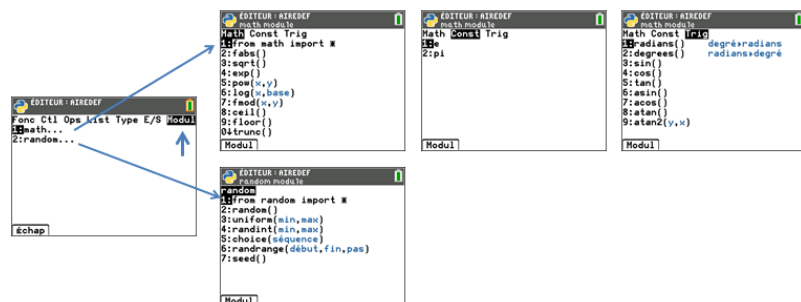 ÉDITEUR : AIREDEF
Fonc Ctl Ops List Type E/S Modul
1:math...
2:random...
Échap
ÉDITEUR : AIREDEF
math module
Math Const Trig
1:from math import *
2:fabs()
3:sqrt()
4:exp()
5:pow(x,y)
6:log(x,base)
7:fmod(x,y)
8:ceil()
9:floor()
0↓trunc()
Modul
ÉDITEUR : AIREDEF
math module
Math Const Trig
1:e
2:pi
Modul
ÉDITEUR : AIREDEF
math module
Math Const Trig
1:radians() degré▸radians
2:degrees() radians▸degré
3:sin()
4:cos()
5:tan()
6:asin()
7:acos()
8:atan()
9:atan2(y,x)
Modul
ÉDITEUR : AIREDEF
random module
random
1:from random import *
2:random()
3:uniform(min,max)
4:randint(min,max)
5:choice(séquence)
6:randrange(début,fin,pas)
7:seed()
Modul